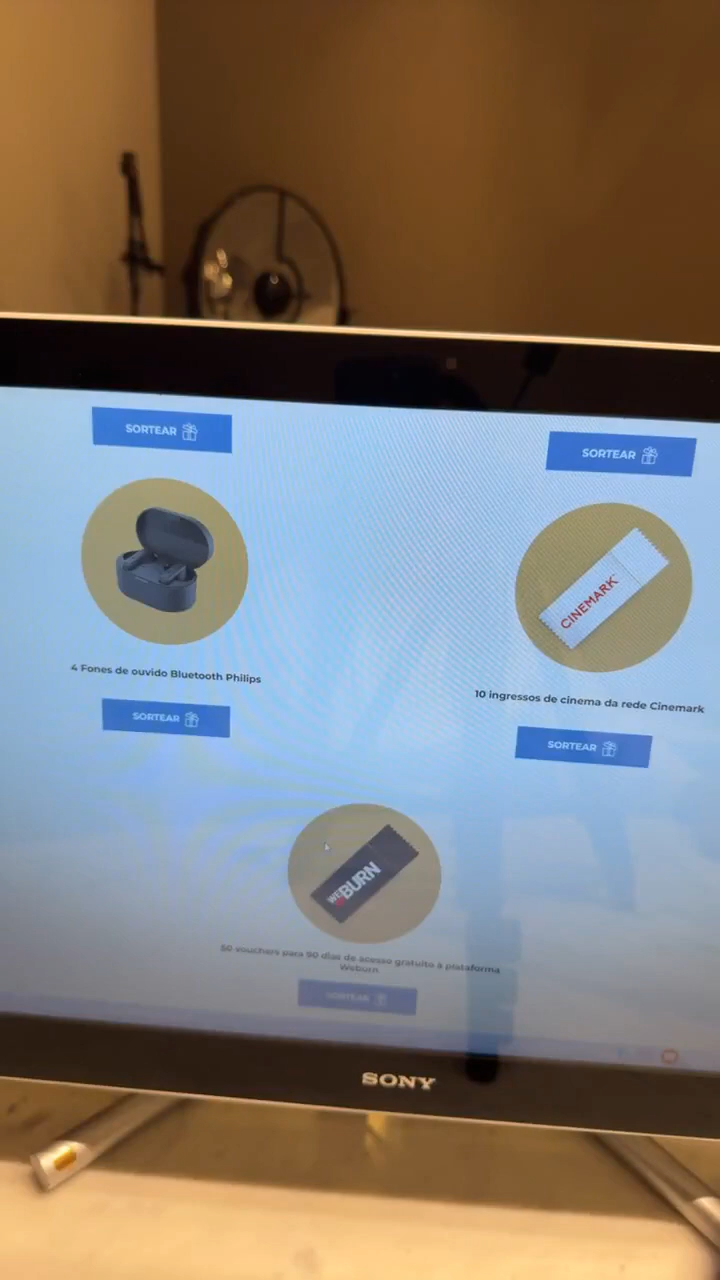 SORTEAR
SORTEAR
CINEMARK
4 Fones de ouvido Bluetooth Philips
10 ingressos de cinema da rede Cinemark
SORTEAR
SORTEAR
WEBURN
50 vouchers para 90 dias de acesso gratuito à plataforma
Weburn
SORTEAR
SONY